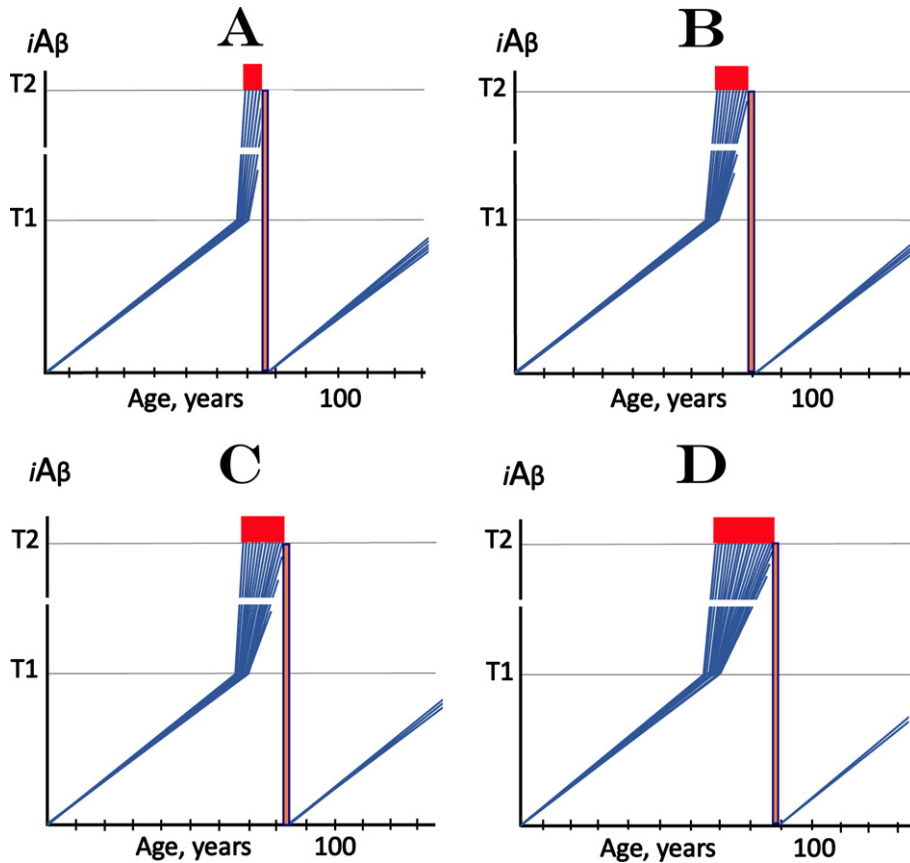 A
iAβ
T2
T1
Age, years 100
B
iAβ
T2
T1
Age, years 100
C
iAβ
T2
T1
Age, years 100
D
iAβ
T2
T1
Age, years 100